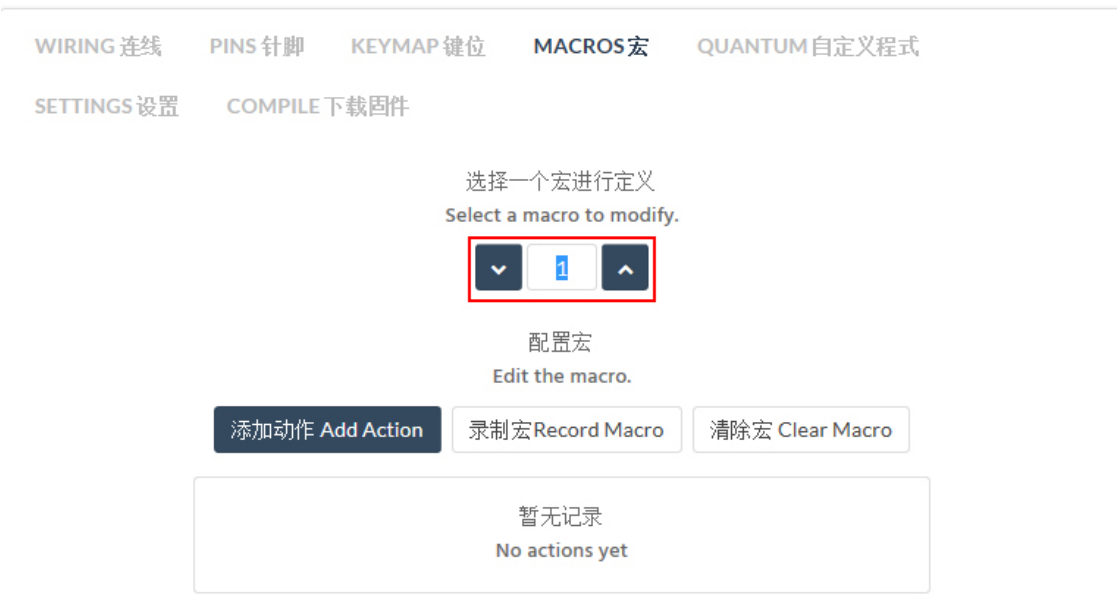 WIRING 连线 PINS 针脚 KEYMAP 键位 MACROS 宏 QUANTUM 自定义程式
SETTINGS 设置 COMPILE 下载固件
选择一个宏进行定义
Select a macro to modify.
1
配置宏
Edit the macro.
添加动作 Add Action 录制宏Record Macro 清除宏 Clear Macro
暂无记录
No actions yet